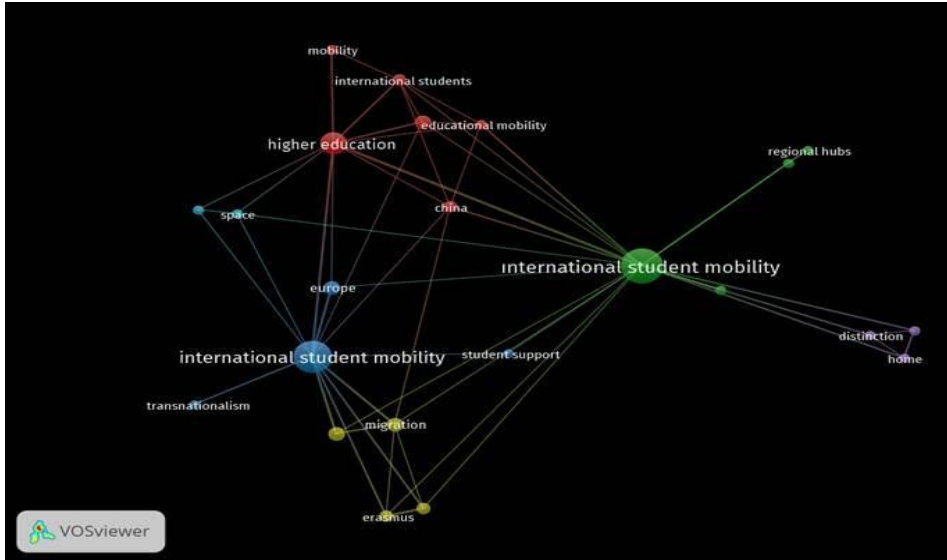 mobility
international students
educational mobility
higher education
regional hubs
china
space
international student mobility
europe
distinction
international student mobility
student support
home
transnationalism
migration
erasmus
VOSviewer